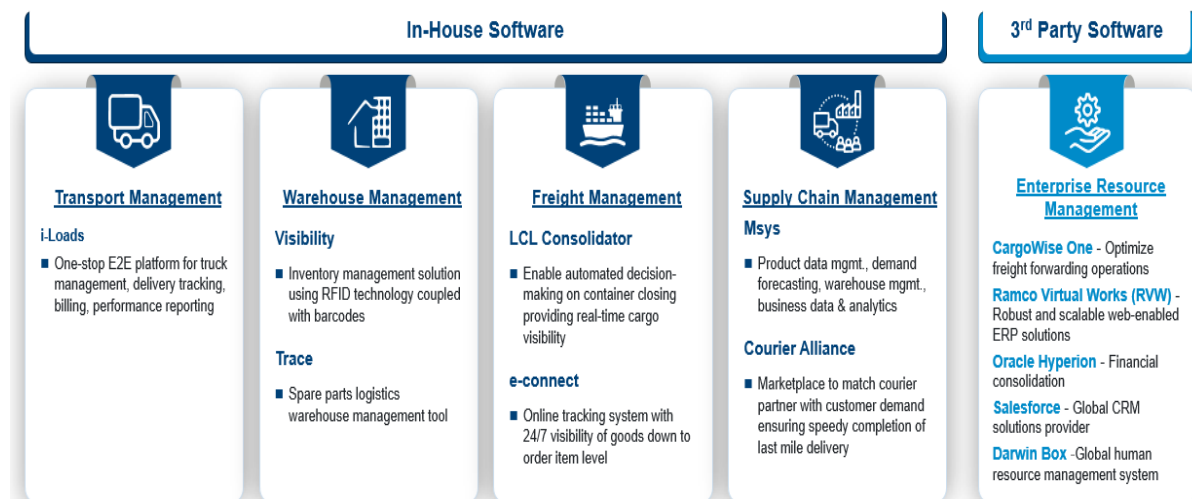 In-House Software
3rd Party Software
Transport Management
i-Loads
■ One-stop E2E platform for truck
management, delivery tracking,
billing, performance reporting
Warehouse Management
Visibility
■ Inventory management solution
using RFID technology coupled
with barcodes
Trace
■ Spare parts logistics
warehouse management tool
Freight Management
LCL Consolidator
■ Enable automated decision-
making on container closing
providing real-time cargo
visibility
e-connect
■ Online tracking system with
24/7 visibility of goods down to
order item level
Supply Chain Management
Msys
■ Product data mgmt., demand
forecasting, warehouse mgmt.,
business data & analytics
Courier Alliance
■ Marketplace to match courier
partner with customer demand
ensuring speedy completion of
last mile delivery
Enterprise Resource
Management
CargoWise One - Optimize
freight forwarding operations
Ramco Virtual Works (RVW) -
Robust and scalable web-enabled
ERP solutions
Oracle Hyperion - Financial
consolidation
Salesforce - Global CRM
solutions provider
Darwin Box -Global human
resource management system